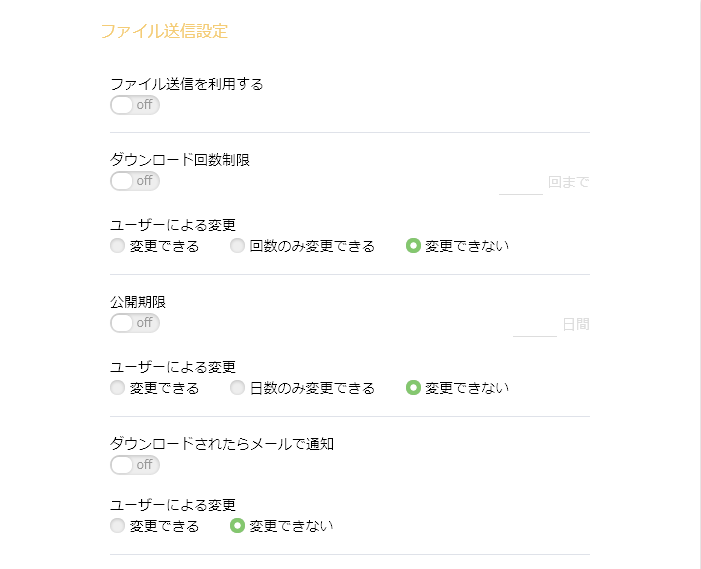 ファイル送信設定
ファイル送信を利用する
off
ダウンロード回数制限
off 回まで
ユーザーによる変更
変更できる 回数のみ変更できる 変更できない
公開期限
off 日間
ユーザーによる変更
変更できる 日数のみ変更できる 変更できない
ダウンロードされたらメールで通知
off
ユーザーによる変更
変更できる 変更できない